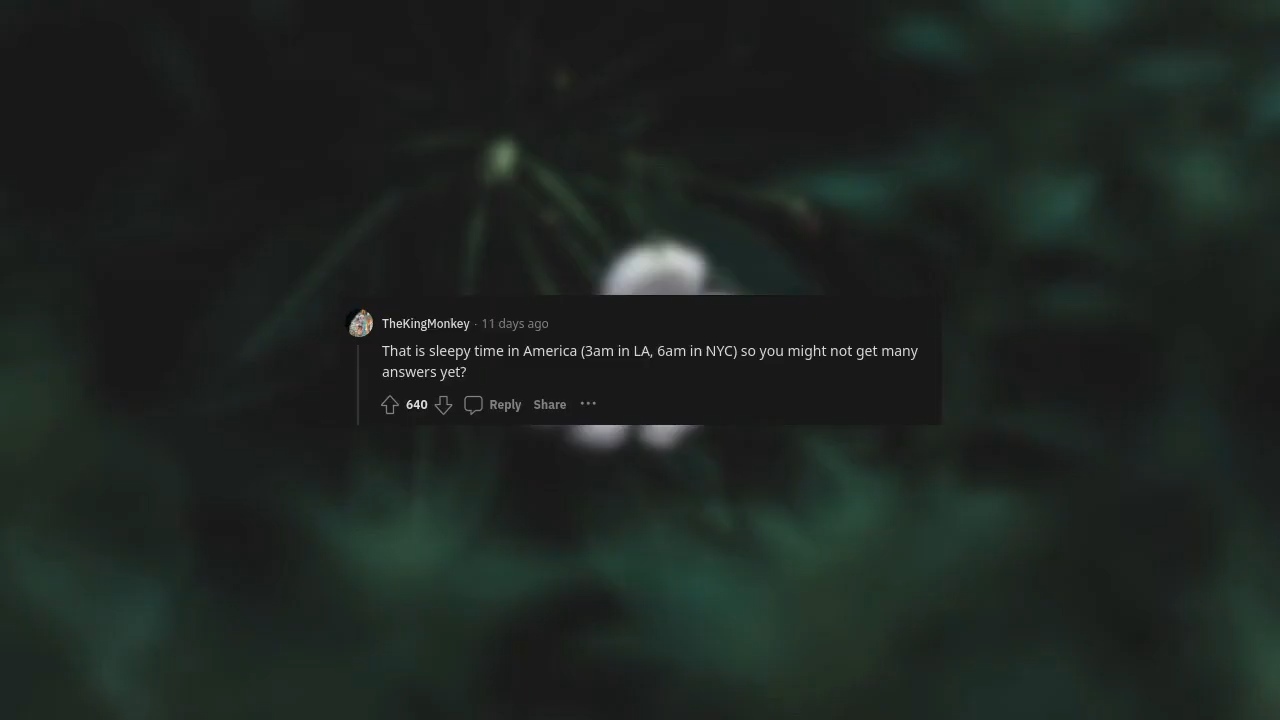 TheKingMonkey · 11 days ago
That is sleepy time in America (3am in LA, 6am in NYC) so you might not get many
answers yet?
640 Reply Share ···